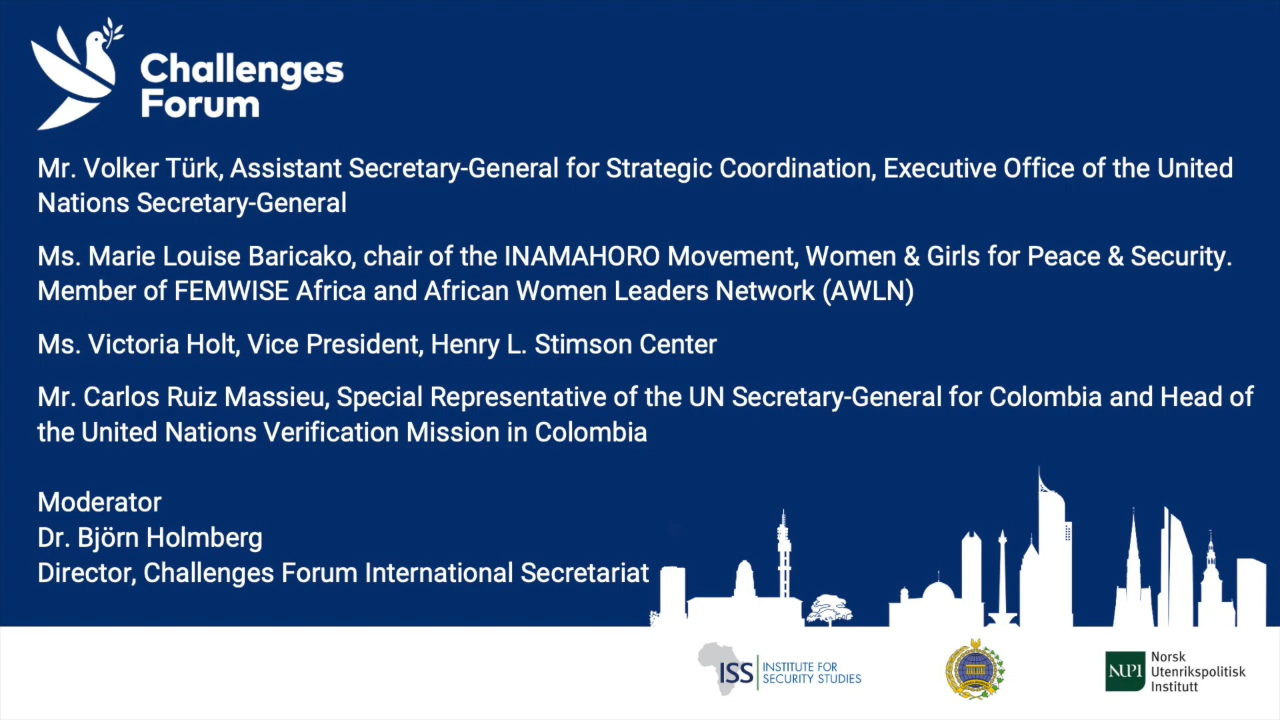 Challenges
Forum
Mr. Volker Türk, Assistant Secretary-General for Strategic Coordination, Executive Office of the United
Nations Secretary-General
Ms. Marie Louise Baricako, chair of the INAMAHORO Movement, Women & Girls for Peace & Security.
Member of FEMWISE Africa and African Women Leaders Network (AWLN)
Ms. Victoria Holt, Vice President, Henry L. Stimson Center
Mr. Carlos Ruiz Massieu, Special Representative of the UN Secretary-General for Colombia and Head of
the United Nations Verification Mission in Colombia
Moderator
Dr. Björn Holmberg
Director, Challenges Forum International Secretariat
ISS
INSTITUTE FOR
SECURITY STUDIES
NUPI
Norsk
Utenrikspolitisk
Institutt